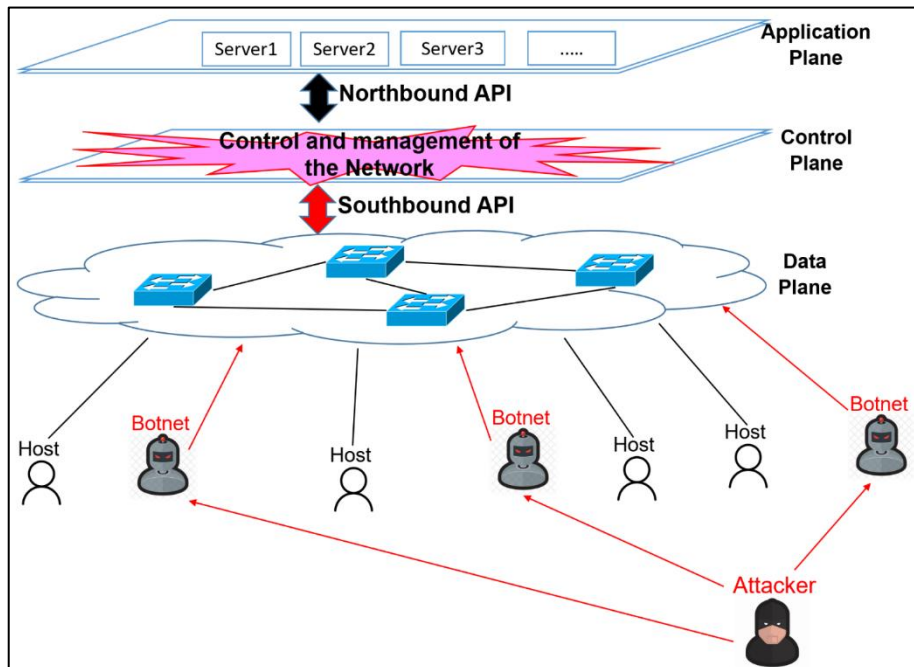 Server1
Server2
Server3
.....
Application
Plane
Northbound API
Control and management of
the Network
Control
Plane
Southbound API
Data
Plane
Host
Botnet
Host
Botnet
Host
Host
Botnet
Attacker